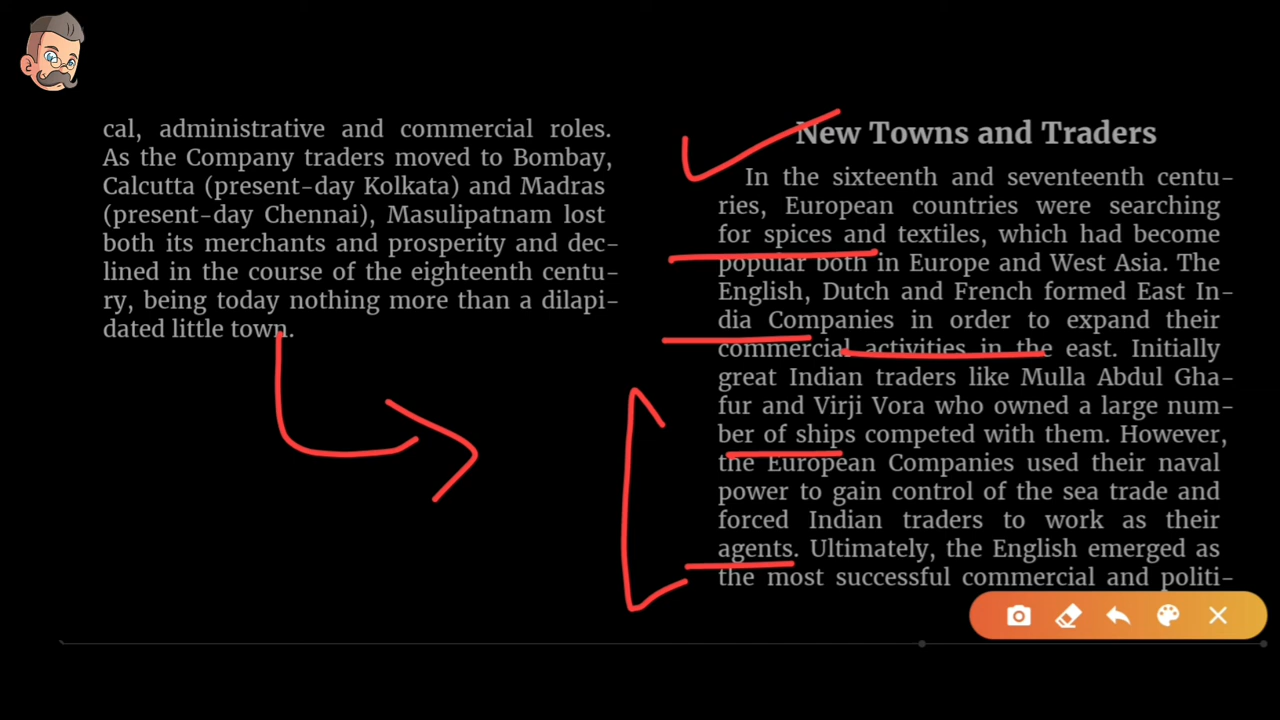 cal, administrative and commercial roles.
As the Company traders moved to Bombay,
Calcutta (present-day Kolkata) and Madras
(present-day Chennai), Masulipatnam lost
both its merchants and prosperity and dec-
lined in the course of the eighteenth centu-
ry, being today nothing more than a dilapi-
dated little town.
New Towns and Traders
In the sixteenth and seventeenth centu-
ries, European countries were searching
for spices and textiles, which had become
popular both in Europe and West Asia. The
English, Dutch and French formed East In-
dia Companies in order to expand their
commercial activities in the east. Initially
great Indian traders like Mulla Abdul Gha-
fur and Virji Vora who owned a large num-
ber of ships competed with them. However,
the European Companies used their naval
power to gain control of the sea trade and
forced Indian traders to work as their
agents. Ultimately, the English emerged as
the most successful commercial and politi-